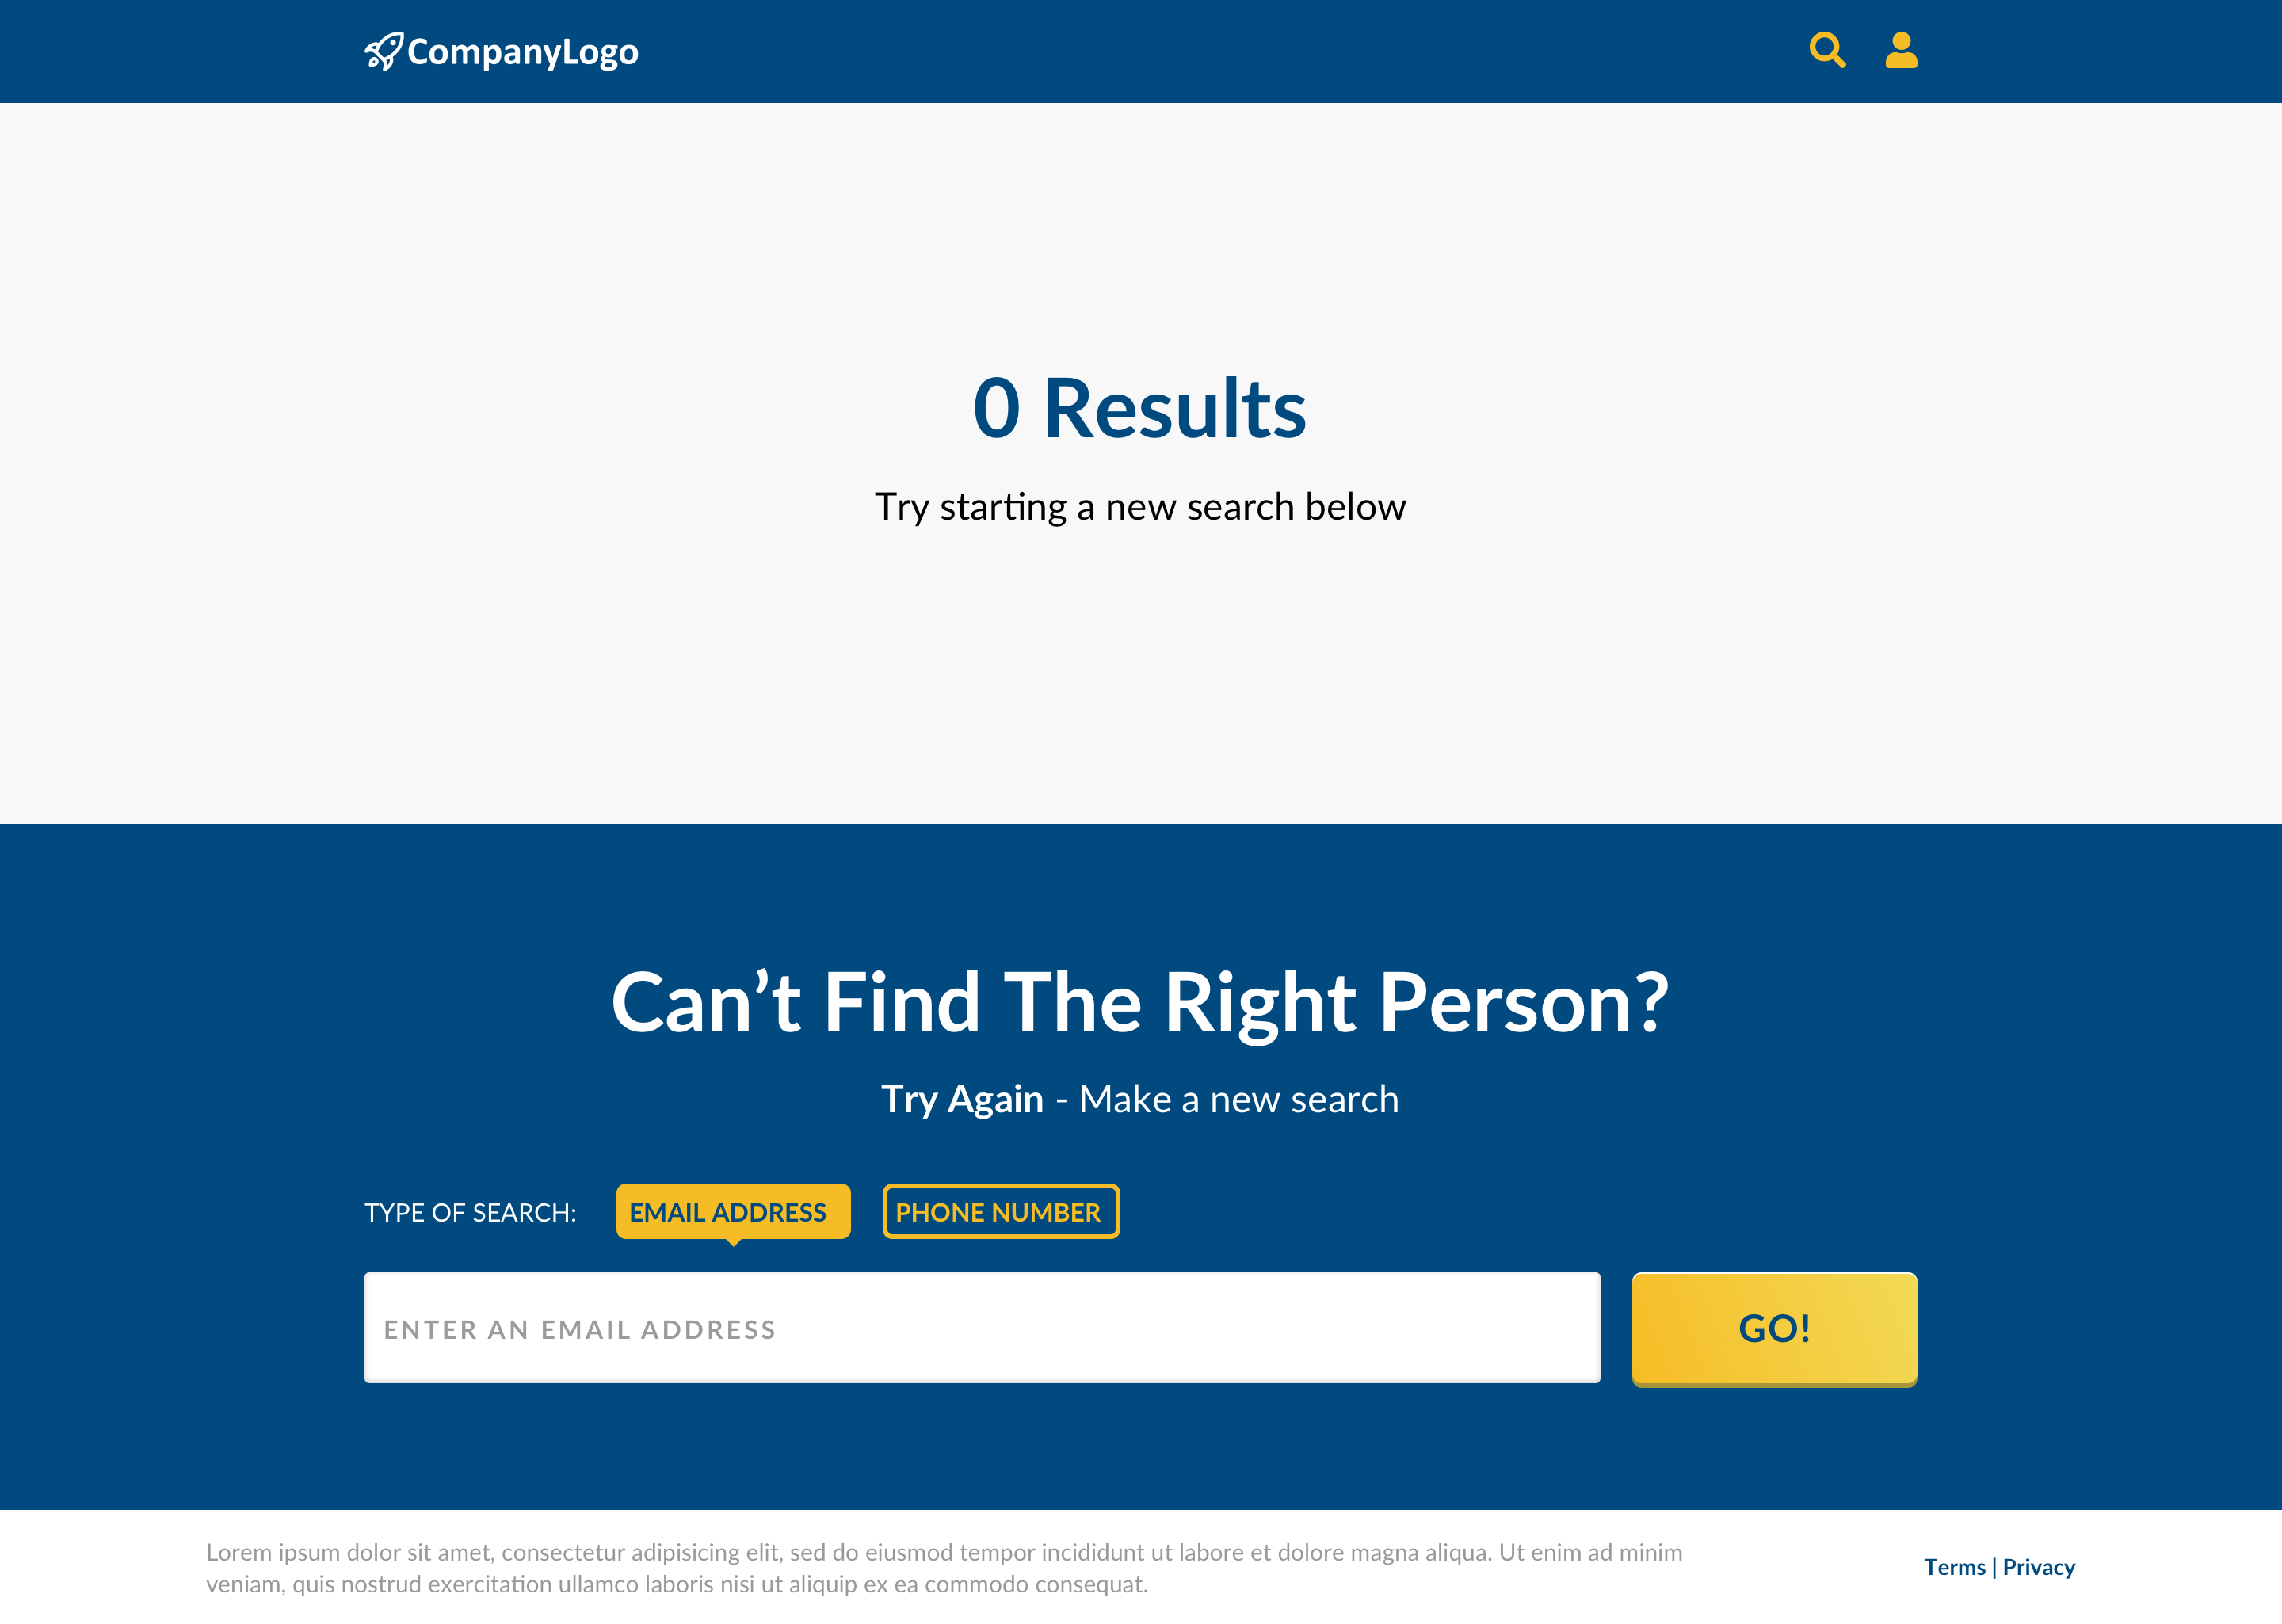 CompanyLogo
0 Results
Try starting a new search below
Can’t Find The Right Person?
Try Again - Make a new search
TYPE OF SEARCH: EMAIL ADDRESS PHONE NUMBER
ENTER AN EMAIL ADDRESS GO!
Lorem ipsum dolor sit amet, consectetur adipisicing elit, sed do eiusmod tempor incididunt ut labore et dolore magna aliqua. Ut enim ad minim
veniam, quis nostrud exercitation ullamco laboris nisi ut aliquip ex ea commodo consequat.
Terms | Privacy